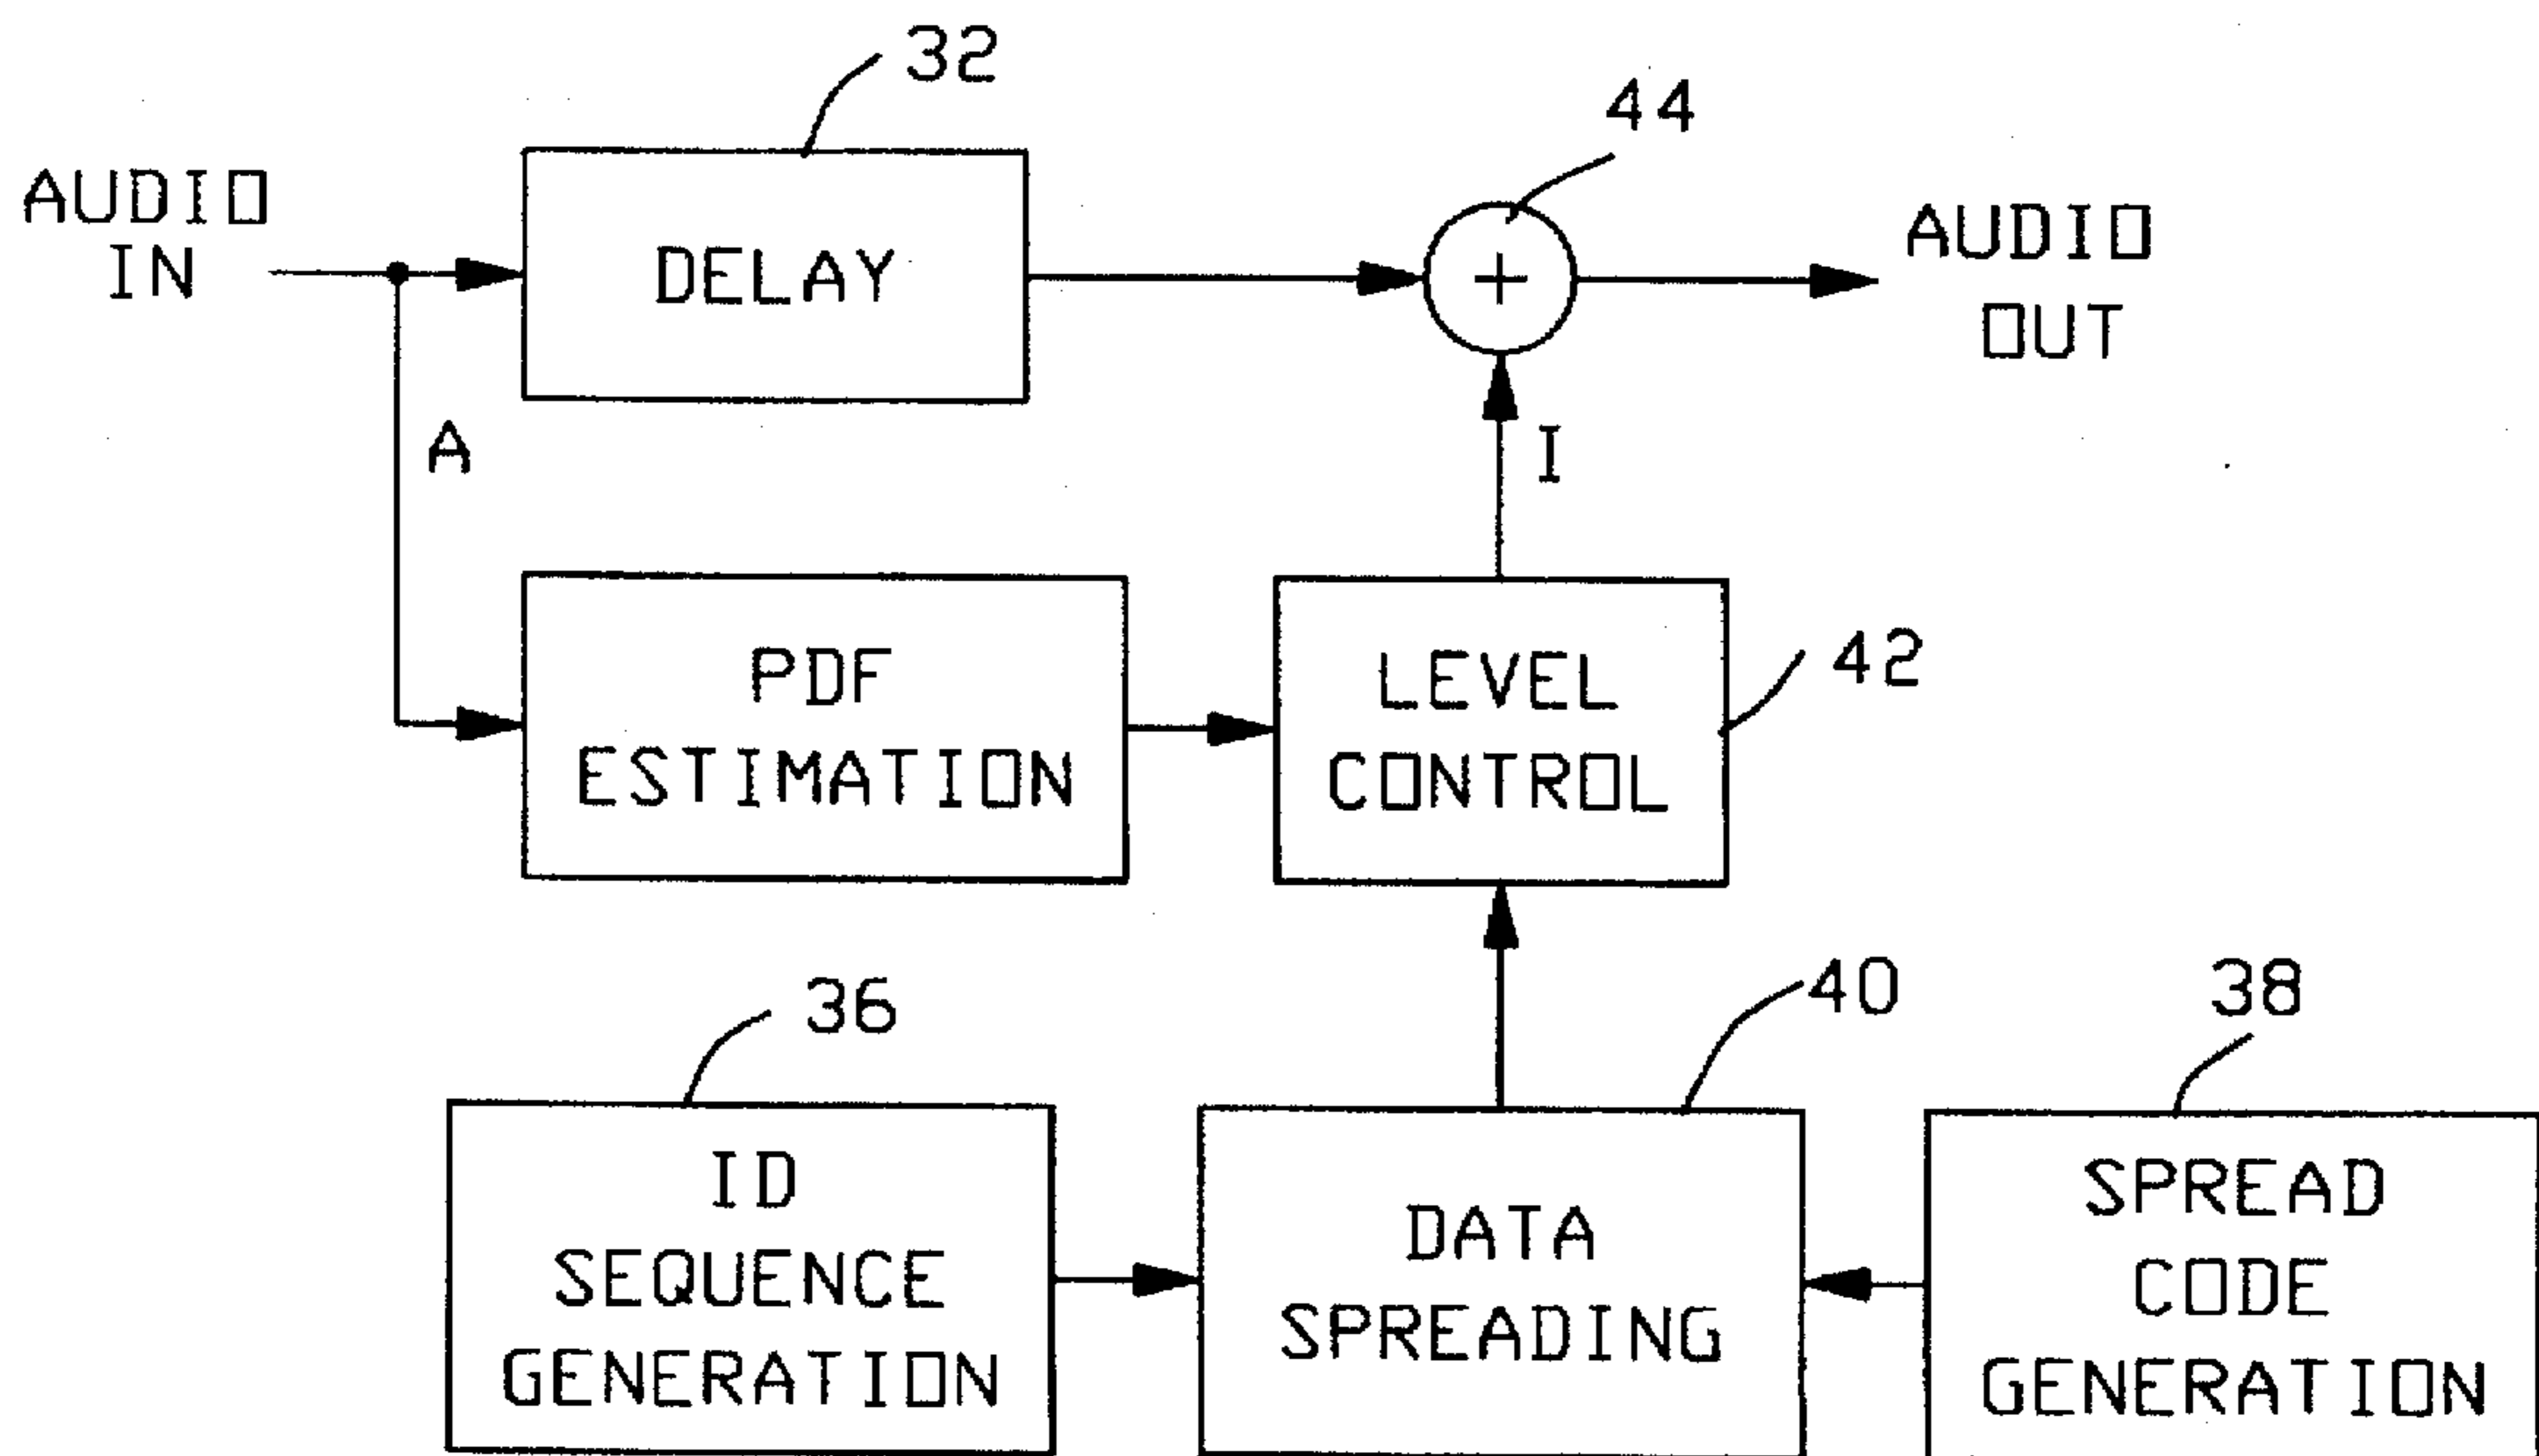 32
44
AUDIO
IN
DELAY
+
AUDIO
OUT
A
I
PDF
ESTIMATION
LEVEL
CONTROL
42
36
40
38
ID
SEQUENCE
GENERATION
DATA
SPREADING
SPREAD
CODE
GENERATION